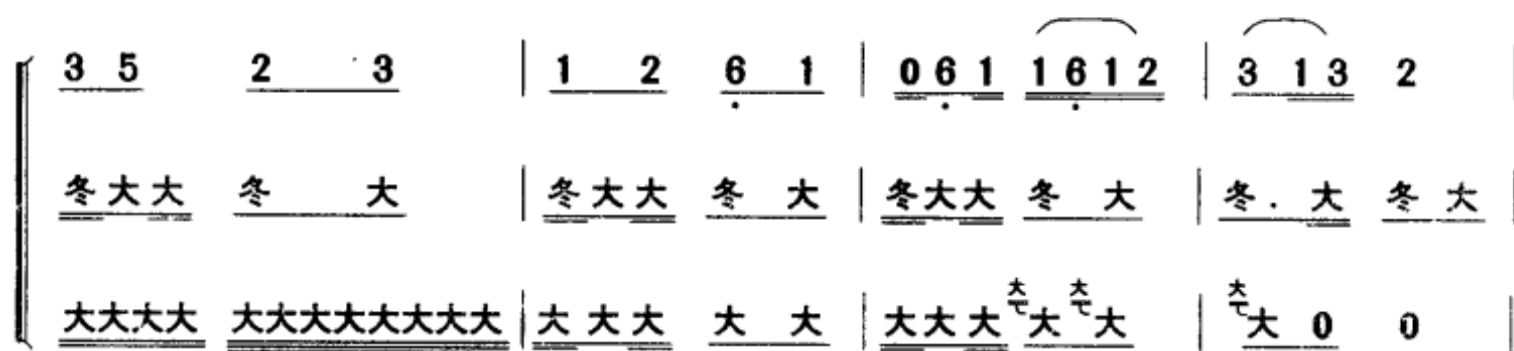 3 5 2 3 | 1 2 6 1 | 0 6 1 1 6 1 2 | 3 1 3 2 |
冬 大 大 冬 大 | 冬 大 大 冬 大 | 冬 大 大 冬 大 | 冬 . 大 冬 大 |
大 大 大 大 大 大 大 大 大 大 大 大 | 大 大 大 大 大 | 大 大 大 大 大 大 大 | 大 大 0 0 |